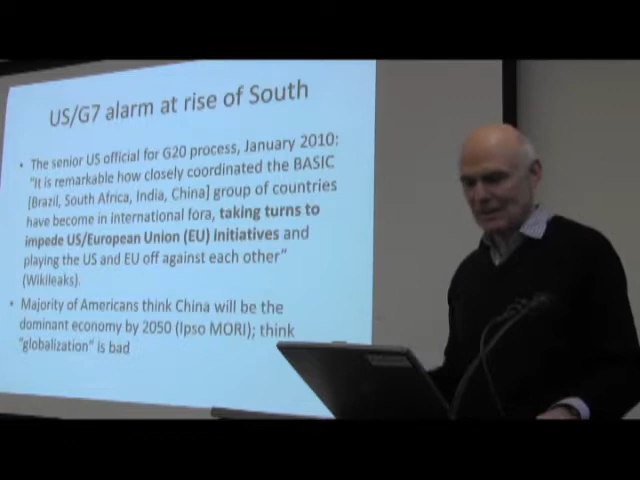 US/G7 alarm at rise of South
• The senior US official for G20 process, January 2010:
"It is remarkable how closely coordinated the BASIC
[Brazil, South Africa, India, China] group of countries
have become in international fora, taking turns to
impede US/European Union (EU) initiatives and
playing the US and EU off against each other"
(Wikileaks).
• Majority of Americans think China will be the
dominant economy by 2050 (Ipso MORI); think
"globalization" is bad